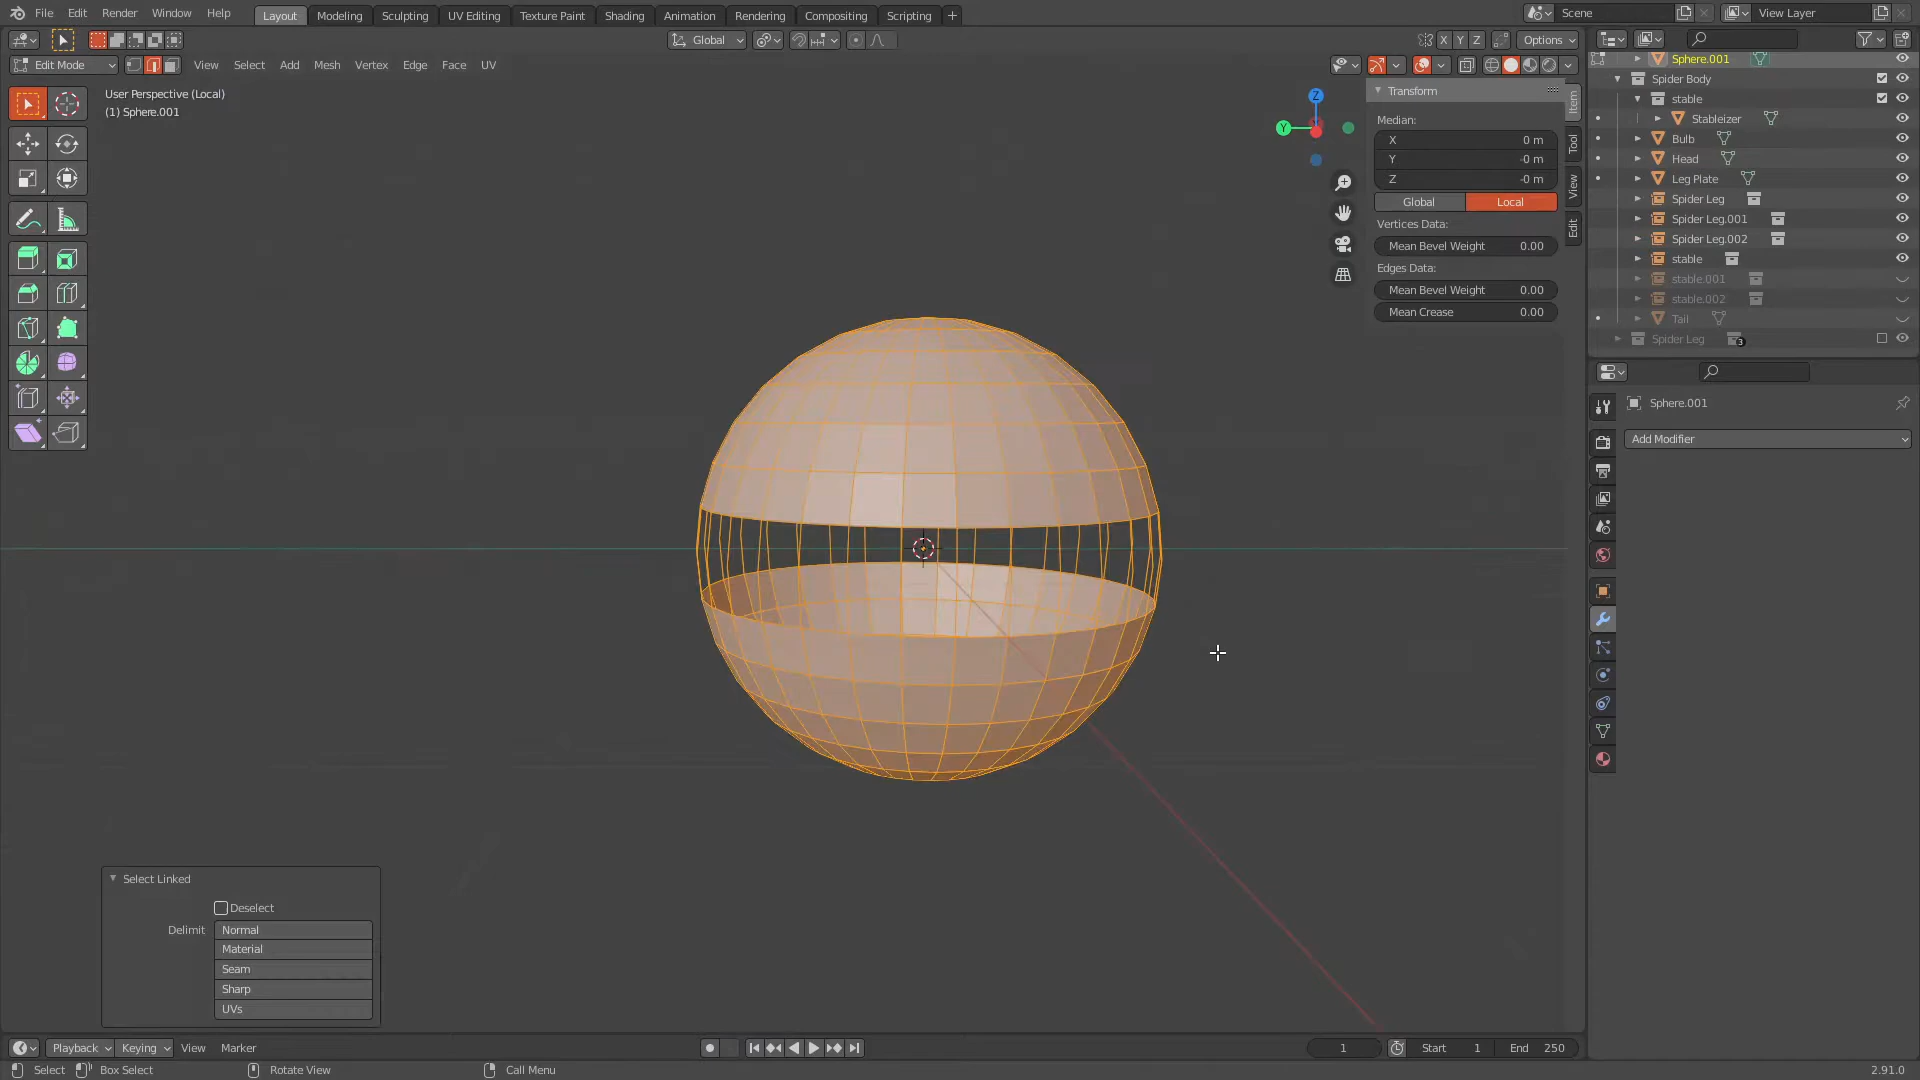 File Edit Render Window Help Layout Modeling Sculpting UV Editing Texture Paint Shading Animation Rendering Compositing Scripting + Scene View Layer
Global X Y Z Options
Edit Mode View Select Add Mesh Vertex Edge Face UV
User Perspective (Local)
(1) Sphere.001
Z
Y
Transform
Median:
X 0 m
Y -0 m
Z -0 m
Global Local
Vertices Data:
Mean Bevel Weight 0.00
Edges Data:
Mean Bevel Weight 0.00
Mean Crease 0.00
Item
Tool
View
Edit
Sphere.001
Spider Body
stable
Stableizer
Bulb
Head
Leg Plate
Spider Leg
Spider Leg.001
Spider Leg.002
stable
stable.001
stable.002
Tail
Spider Leg 3
Sphere.001
Add Modifier
Select Linked
Deselect
Delimit Normal
Material
Seam
Sharp
UVs
Playback Keying View Marker 1 Start 1 End 250
Select Box Select Rotate View Call Menu 2.91.0